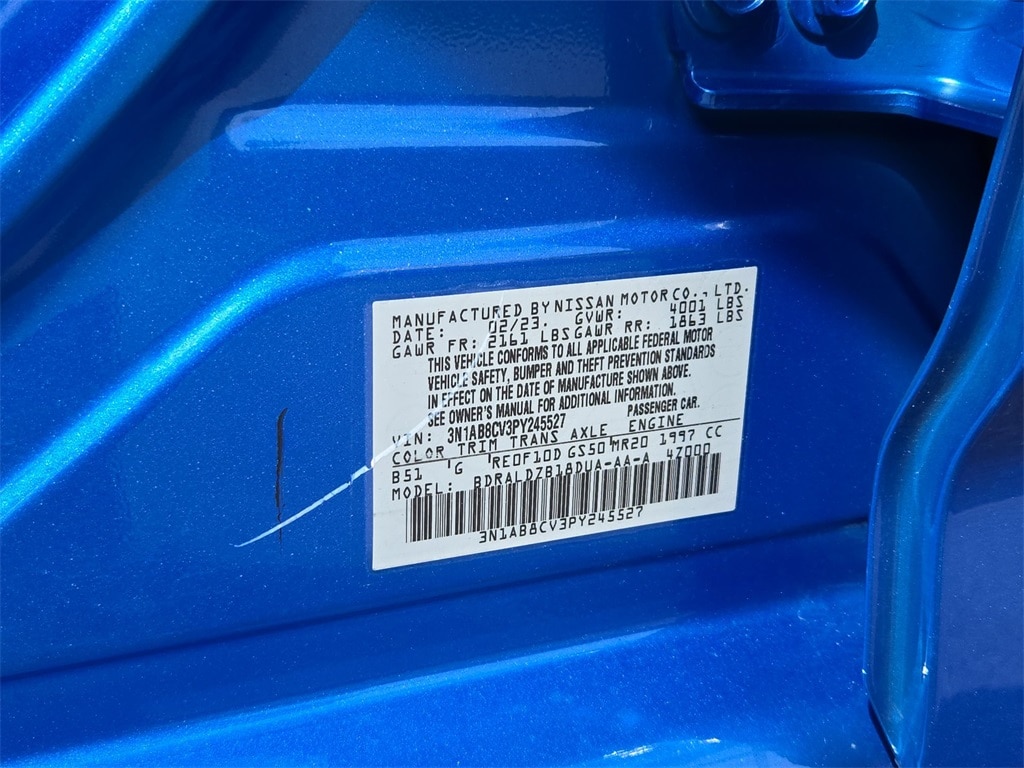 MANUFACTURED BY NISSAN MOTOR CO., LTD.
DATE: 02/23. GVWR: 4001 LBS
GAWR FR: 2161 LBS GAWR RR: 1863 LBS
THIS VEHICLE CONFORMS TO ALL APPLICABLE FEDERAL MOTOR
VEHICLE SAFETY, BUMPER AND THEFT PREVENTION STANDARDS
IN EFFECT ON THE DATE OF MANUFACTURE SHOWN ABOVE.
SEE OWNER'S MANUAL FOR ADDITIONAL INFORMATION.
VIN: 3N1AB8CV3PY245527 PASSENGER CAR.
COLOR TRIM TRANS AXLE ENGINE
B51 G RE0F10D GS50 MR20 1997 CC
MODEL: BDRALDZB18DUA-AA-A 4Z000
3N1AB8CV3PY245527